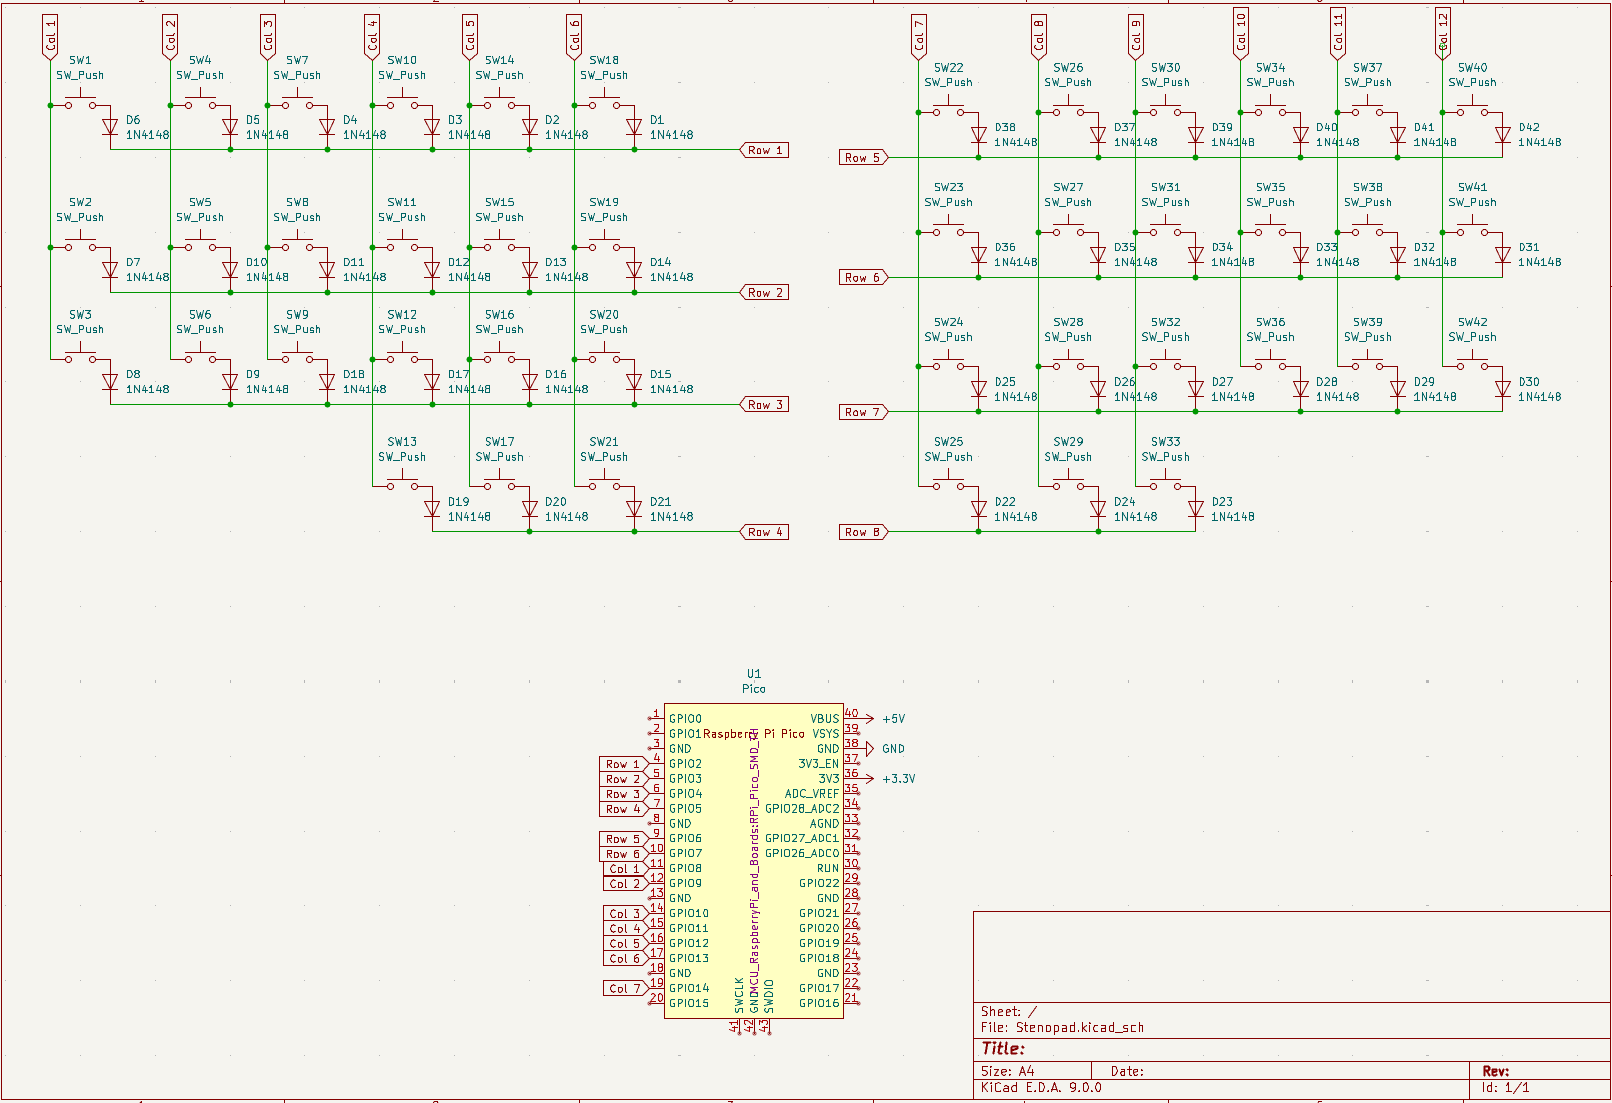 Col 1 Col 2 Col 3 Col 4 Col 5 Col 6 Col 7 Col 8 Col 9 Col 10 Col 11 Col 12
SW1 SW4 SW7 SW10 SW14 SW18
SW_Push SW_Push SW_Push SW_Push SW_Push SW_Push
SW22 SW26 SW30 SW34 SW37 SW40
SW_Push SW_Push SW_Push SW_Push SW_Push SW_Push
D6 D5 D4 D3 D2 D1
1N4148 1N4148 1N4148 1N4148 1N4148 1N4148
Row 1
D38 D37 D39 D40 D41 D42
1N4148 1N4148 1N4148 1N4148 1N4148 1N4148
Row 5
SW2 SW5 SW8 SW11 SW15 SW19
SW_Push SW_Push SW_Push SW_Push SW_Push SW_Push
SW23 SW27 SW31 SW35 SW38 SW41
SW_Push SW_Push SW_Push SW_Push SW_Push SW_Push
D7 D10 D11 D12 D13 D14
1N4148 1N4148 1N4148 1N4148 1N4148 1N4148
Row 2
D36 D35 D34 D33 D32 D31
1N4148 1N4148 1N4148 1N4148 1N4148 1N4148
Row 6
SW3 SW6 SW9 SW12 SW16 SW20
SW_Push SW_Push SW_Push SW_Push SW_Push SW_Push
SW24 SW28 SW32 SW36 SW39 SW42
SW_Push SW_Push SW_Push SW_Push SW_Push SW_Push
D8 D9 D18 D17 D16 D15
1N4148 1N4148 1N4148 1N4148 1N4148 1N4148
Row 3
D25 D26 D27 D28 D29 D30
1N4148 1N4148 1N4148 1N4148 1N4148 1N4148
Row 7
SW13 SW17 SW21
SW_Push SW_Push SW_Push
SW25 SW29 SW33
SW_Push SW_Push SW_Push
D19 D20 D21
1N4148 1N4148 1N4148
Row 4
D22 D24 D23
1N4148 1N4148 1N4148
Row 8
U1
Pico
1 GPIO0 VBUS 40 +5V
2 GPIO1 Raspberry Pi Pico VSYS 39
3 GND GND 38 GND
Row 1 4 GPIO2 3V3_EN 37
Row 2 5 GPIO3 3V3 36 +3.3V
Row 3 6 GPIO4 ADC_VREF 35
Row 4 7 GPIO5 GPIO28_ADC2 34
8 GND AGND 33
Row 5 9 GPIO6 GPIO27_ADC1 32
Row 6 10 GPIO7 GPIO26_ADC0 31
Col 1 11 GPIO8 RUN 30
Col 2 12 GPIO9 GPIO22 29
13 GND GND 28
Col 3 14 GPIO10 GPIO21 27
Col 4 15 GPIO11 GPIO20 26
Col 5 16 GPIO12 GPIO19 25
Col 6 17 GPIO13 GPIO18 24
18 GND GND 23
Col 7 19 GPIO14 GPIO17 22
20 GPIO15 GPIO16 21
MCU_RaspberryPi_and_Boards:RPi_Pico_SMD_TH
SWCLK GND SWDIO
41 42 43
Sheet: /
File: Stenopad.kicad_sch
Title:
Size: A4 Date: Rev:
KiCad E.D.A. 9.0.0 Id: 1/1